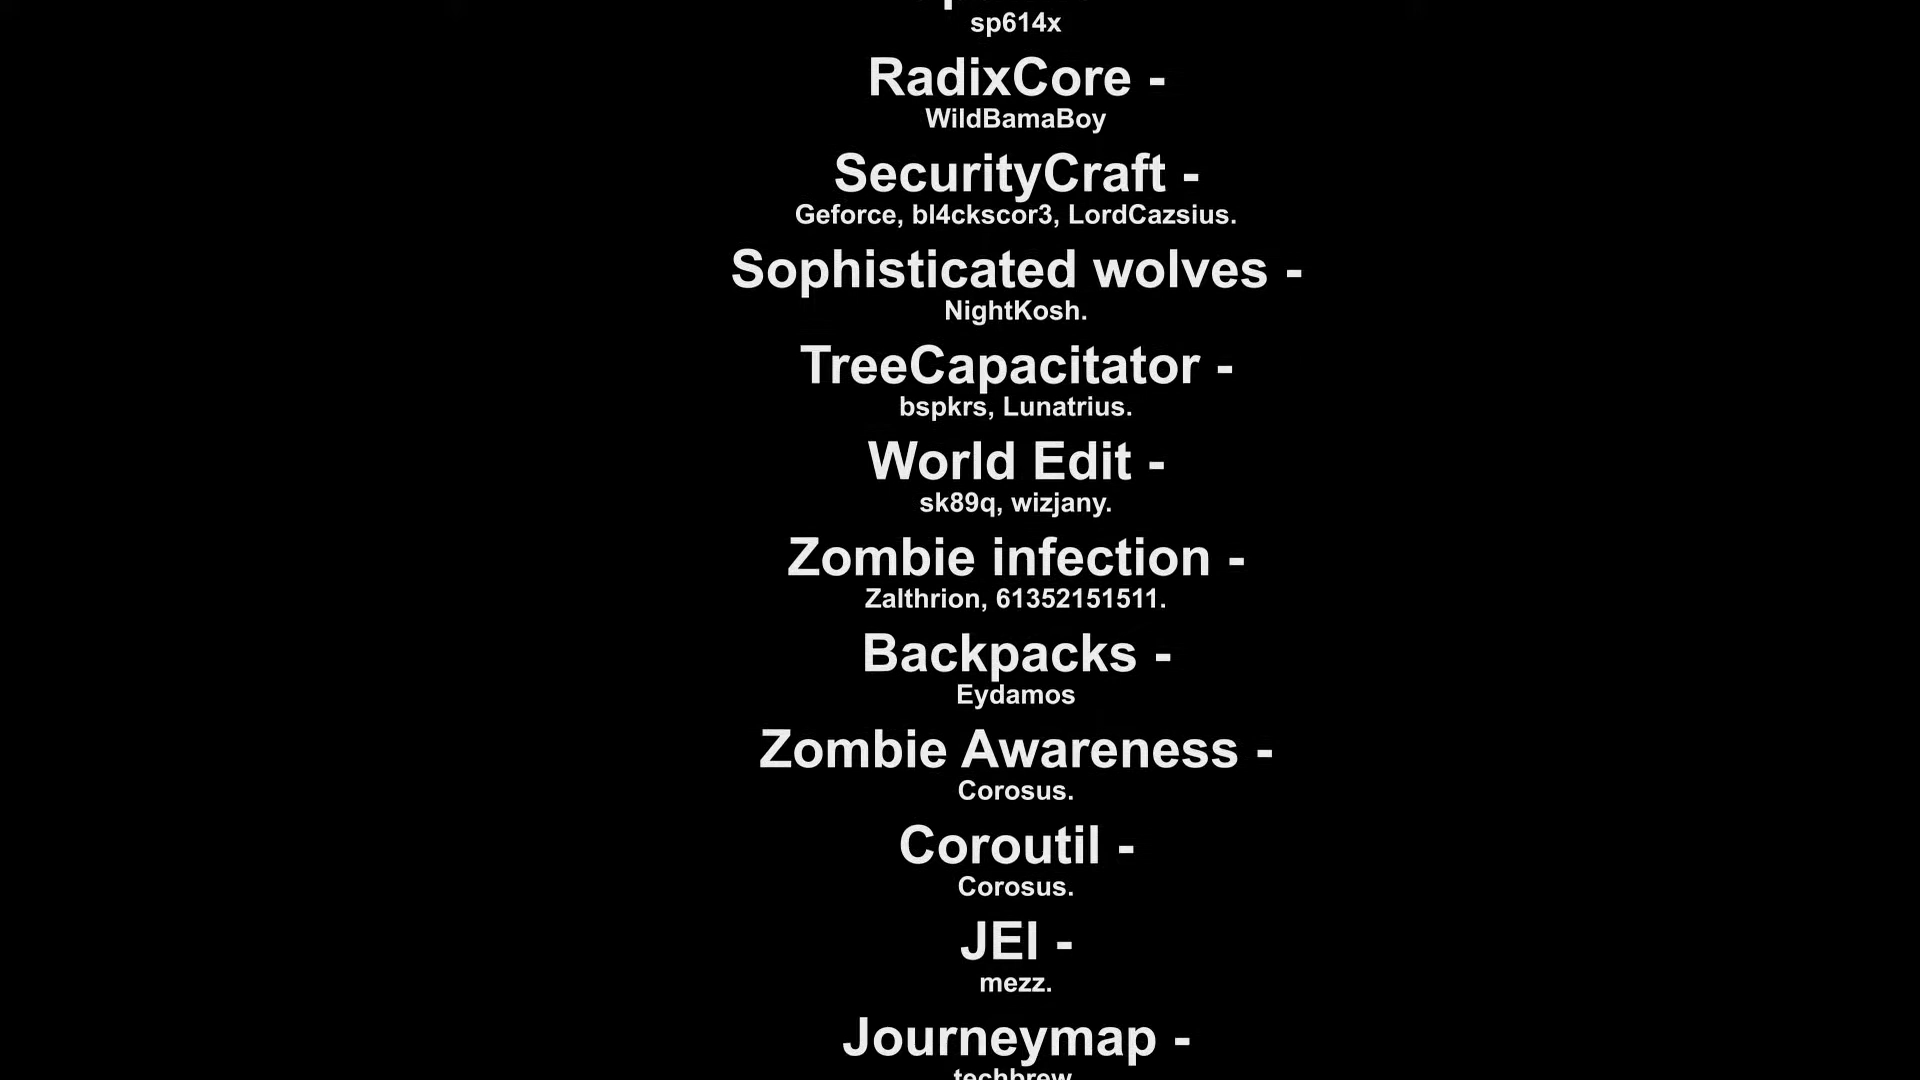 sp614x
RadixCore -
WildBamaBoy
SecurityCraft -
Geforce, bl4ckscor3, LordCazsius.
Sophisticated wolves -
NightKosh.
TreeCapacitator -
bspkrs, Lunatrius.
World Edit -
sk89q, wizjany.
Zombie infection -
Zalthrion, 61352151511.
Backpacks -
Eydamos
Zombie Awareness -
Corosus.
Coroutil -
Corosus.
JEI -
mezz.
Journeymap -
techbrew